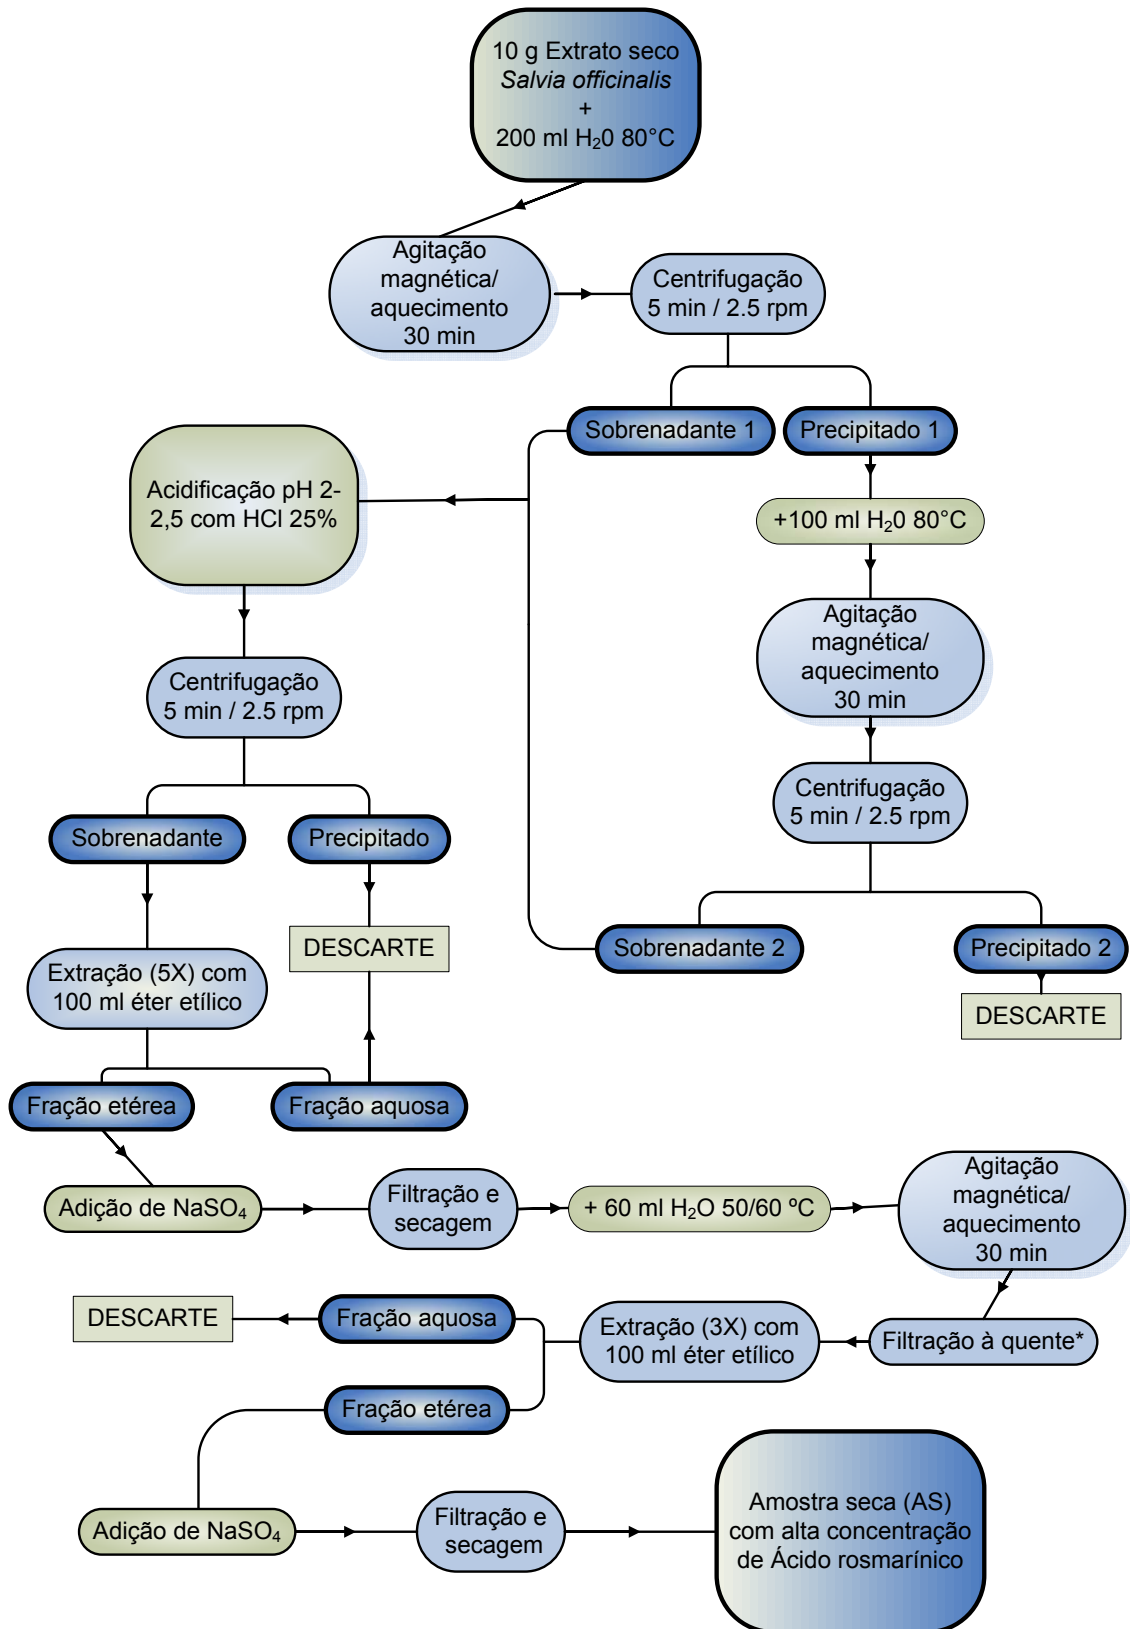 10 g Extrato seco
Salvia officinalis
+
200 ml H₂0 80°C
Agitação
magnética/
aquecimento
30 min
Centrifugação
5 min / 2.5 rpm
Sobrenadante 1
Precipitado 1
Acidificação pH 2-
2,5 com HCl 25%
+100 ml H₂0 80°C
Agitação
magnética/
aquecimento
30 min
Centrifugação
5 min / 2.5 rpm
Centrifugação
5 min / 2.5 rpm
Sobrenadante
Precipitado
DESCARTE
Sobrenadante 2
Precipitado 2
DESCARTE
Extração (5X) com
100 ml éter etílico
Fração etérea
Fração aquosa
Adição de NaSO₄
Filtração e
secagem
+ 60 ml H₂O 50/60 ºC
Agitação
magnética/
aquecimento
30 min
Filtração à quente*
Extração (3X) com
100 ml éter etílico
Fração aquosa
DESCARTE
Fração etérea
Adição de NaSO₄
Filtração e
secagem
Amostra seca (AS)
com alta concentração
de Ácido rosmarínico